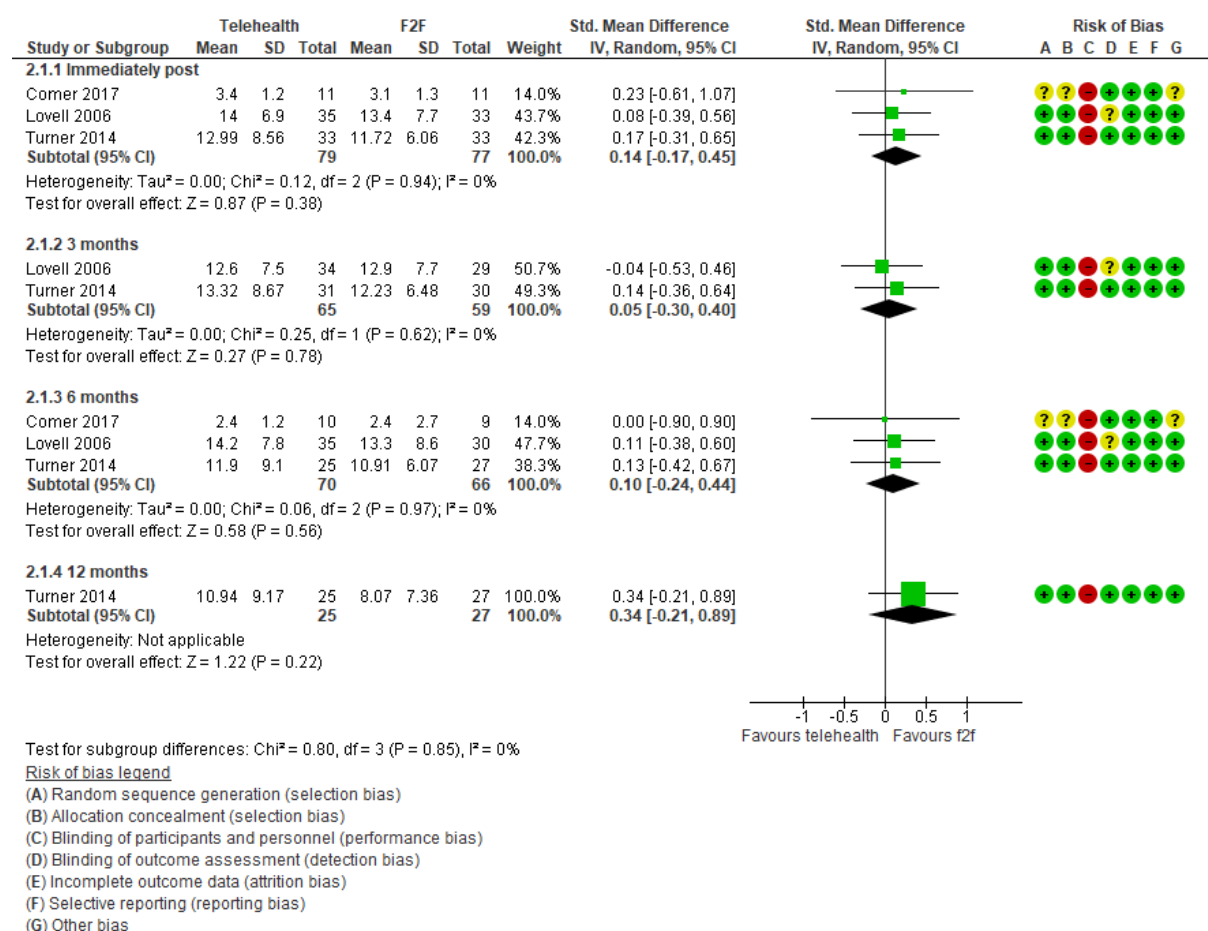 Telehealth F2F Std. Mean Difference Std. Mean Difference Risk of Bias
Study or Subgroup Mean SD Total Mean SD Total Weight IV, Random, 95% CI IV, Random, 95% CI A B C D E F G
2.1.1 Immediately post
Comer 2017 3.4 1.2 11 3.1 1.3 11 14.0% 0.23 [-0.61, 1.07] ? ? - + + + ?
Lovell 2006 14 6.9 35 13.4 7.7 33 43.7% 0.08 [-0.39, 0.56] + + - ? + + +
Turner 2014 12.99 8.56 33 11.72 6.06 33 42.3% 0.17 [-0.31, 0.65] + + - + + + +
Subtotal (95% CI) 79 77 100.0% 0.14 [-0.17, 0.45]
Heterogeneity: Tau² = 0.00; Chi² = 0.12, df = 2 (P = 0.94); I² = 0%
Test for overall effect: Z = 0.87 (P = 0.38)
2.1.2 3 months
Lovell 2006 12.6 7.5 34 12.9 7.7 29 50.7% -0.04 [-0.53, 0.46] + + - ? + + +
Turner 2014 13.32 8.67 31 12.23 6.48 30 49.3% 0.14 [-0.36, 0.64] + + - + + + +
Subtotal (95% CI) 65 59 100.0% 0.05 [-0.30, 0.40]
Heterogeneity: Tau² = 0.00; Chi² = 0.25, df = 1 (P = 0.62); I² = 0%
Test for overall effect: Z = 0.27 (P = 0.78)
2.1.3 6 months
Comer 2017 2.4 1.2 10 2.4 2.7 9 14.0% 0.00 [-0.90, 0.90] ? ? - + + + ?
Lovell 2006 14.2 7.8 35 13.3 8.6 30 47.7% 0.11 [-0.38, 0.60] + + - ? + + +
Turner 2014 11.9 9.1 25 10.91 6.07 27 38.3% 0.13 [-0.42, 0.67] + + - + + + +
Subtotal (95% CI) 70 66 100.0% 0.10 [-0.24, 0.44]
Heterogeneity: Tau² = 0.00; Chi² = 0.06, df = 2 (P = 0.97); I² = 0%
Test for overall effect: Z = 0.58 (P = 0.56)
2.1.4 12 months
Turner 2014 10.94 9.17 25 8.07 7.36 27 100.0% 0.34 [-0.21, 0.89] + + - + + + +
Subtotal (95% CI) 25 27 100.0% 0.34 [-0.21, 0.89]
Heterogeneity: Not applicable
Test for overall effect: Z = 1.22 (P = 0.22)
-1 -0.5 0 0.5 1
Favours telehealth Favours f2f
Test for subgroup differences: Chi² = 0.80, df = 3 (P = 0.85), I² = 0%
Risk of bias legend
(A) Random sequence generation (selection bias)
(B) Allocation concealment (selection bias)
(C) Blinding of participants and personnel (performance bias)
(D) Blinding of outcome assessment (detection bias)
(E) Incomplete outcome data (attrition bias)
(F) Selective reporting (reporting bias)
(G) Other bias